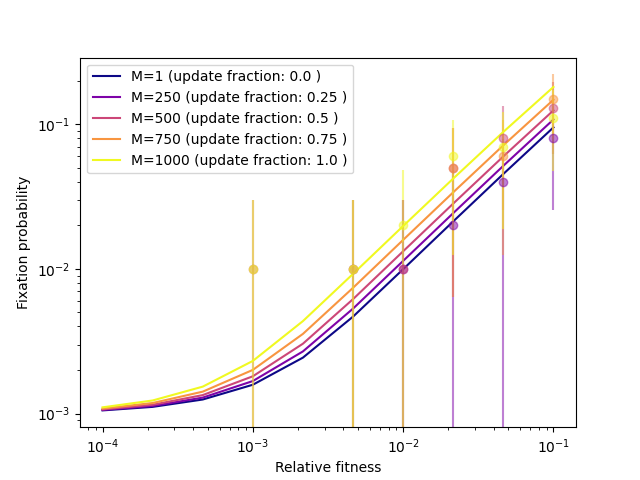 M=1 (update fraction: 0.0 )
M=250 (update fraction: 0.25 )
M=500 (update fraction: 0.5 )
M=750 (update fraction: 0.75 )
M=1000 (update fraction: 1.0 )
Fixation probability
10⁻¹
10⁻²
10⁻³
10⁻⁴ 10⁻³ 10⁻² 10⁻¹
Relative fitness